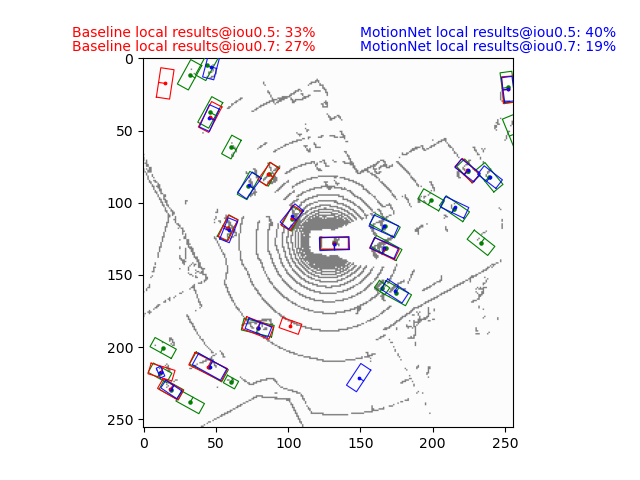 Baseline local results@iou0.5: 33% MotionNet local results@iou0.5: 40%
Baseline local results@iou0.7: 27% MotionNet local results@iou0.7: 19%
0
50
100
150
200
250
0 50 100 150 200 250